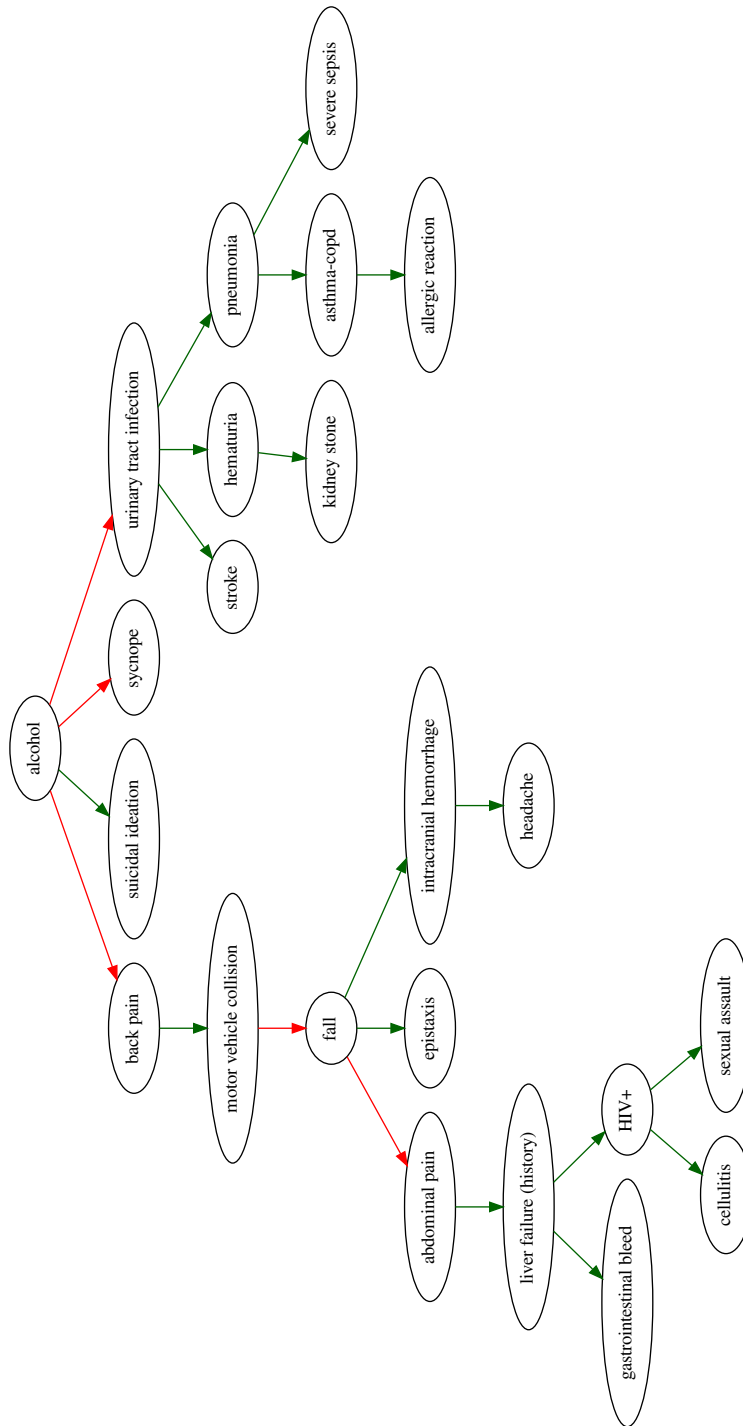 alcohol
back pain
suicidal ideation
sycnope
urinary tract infection
motor vehicle collision
stroke
hematuria
pneumonia
fall
kidney stone
asthma-copd
severe sepsis
abdominal pain
epistaxis
intracranial hemorrhage
allergic reaction
liver failure (history)
headache
gastrointestinal bleed
HIV+
cellulitis
sexual assault